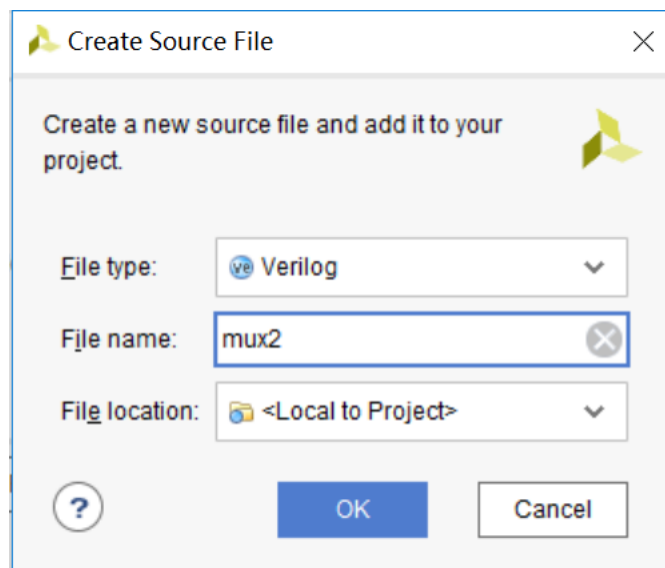 Create Source File
Create a new source file and add it to your
project.
File type:
ve Verilog
File name:
mux2
File location:
<Local to Project>
?
OK
Cancel